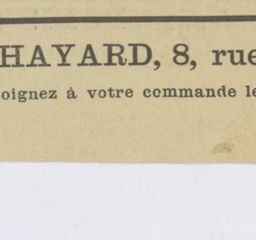 HAYARD, 8, rue
oignez à votre commande le